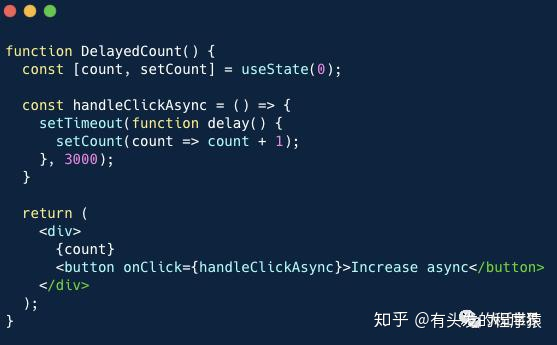 function DelayedCount() {
  const [count, setCount] = useState(0);

  const handleClickAsync = () => {
    setTimeout(function delay() {
      setCount(count => count + 1);
    }, 3000);
  }

  return (
    <div>
      {count}
      <button onClick={handleClickAsync}>Increase async</button>
    </div>
  );
}
知乎 @有头发的程序猿